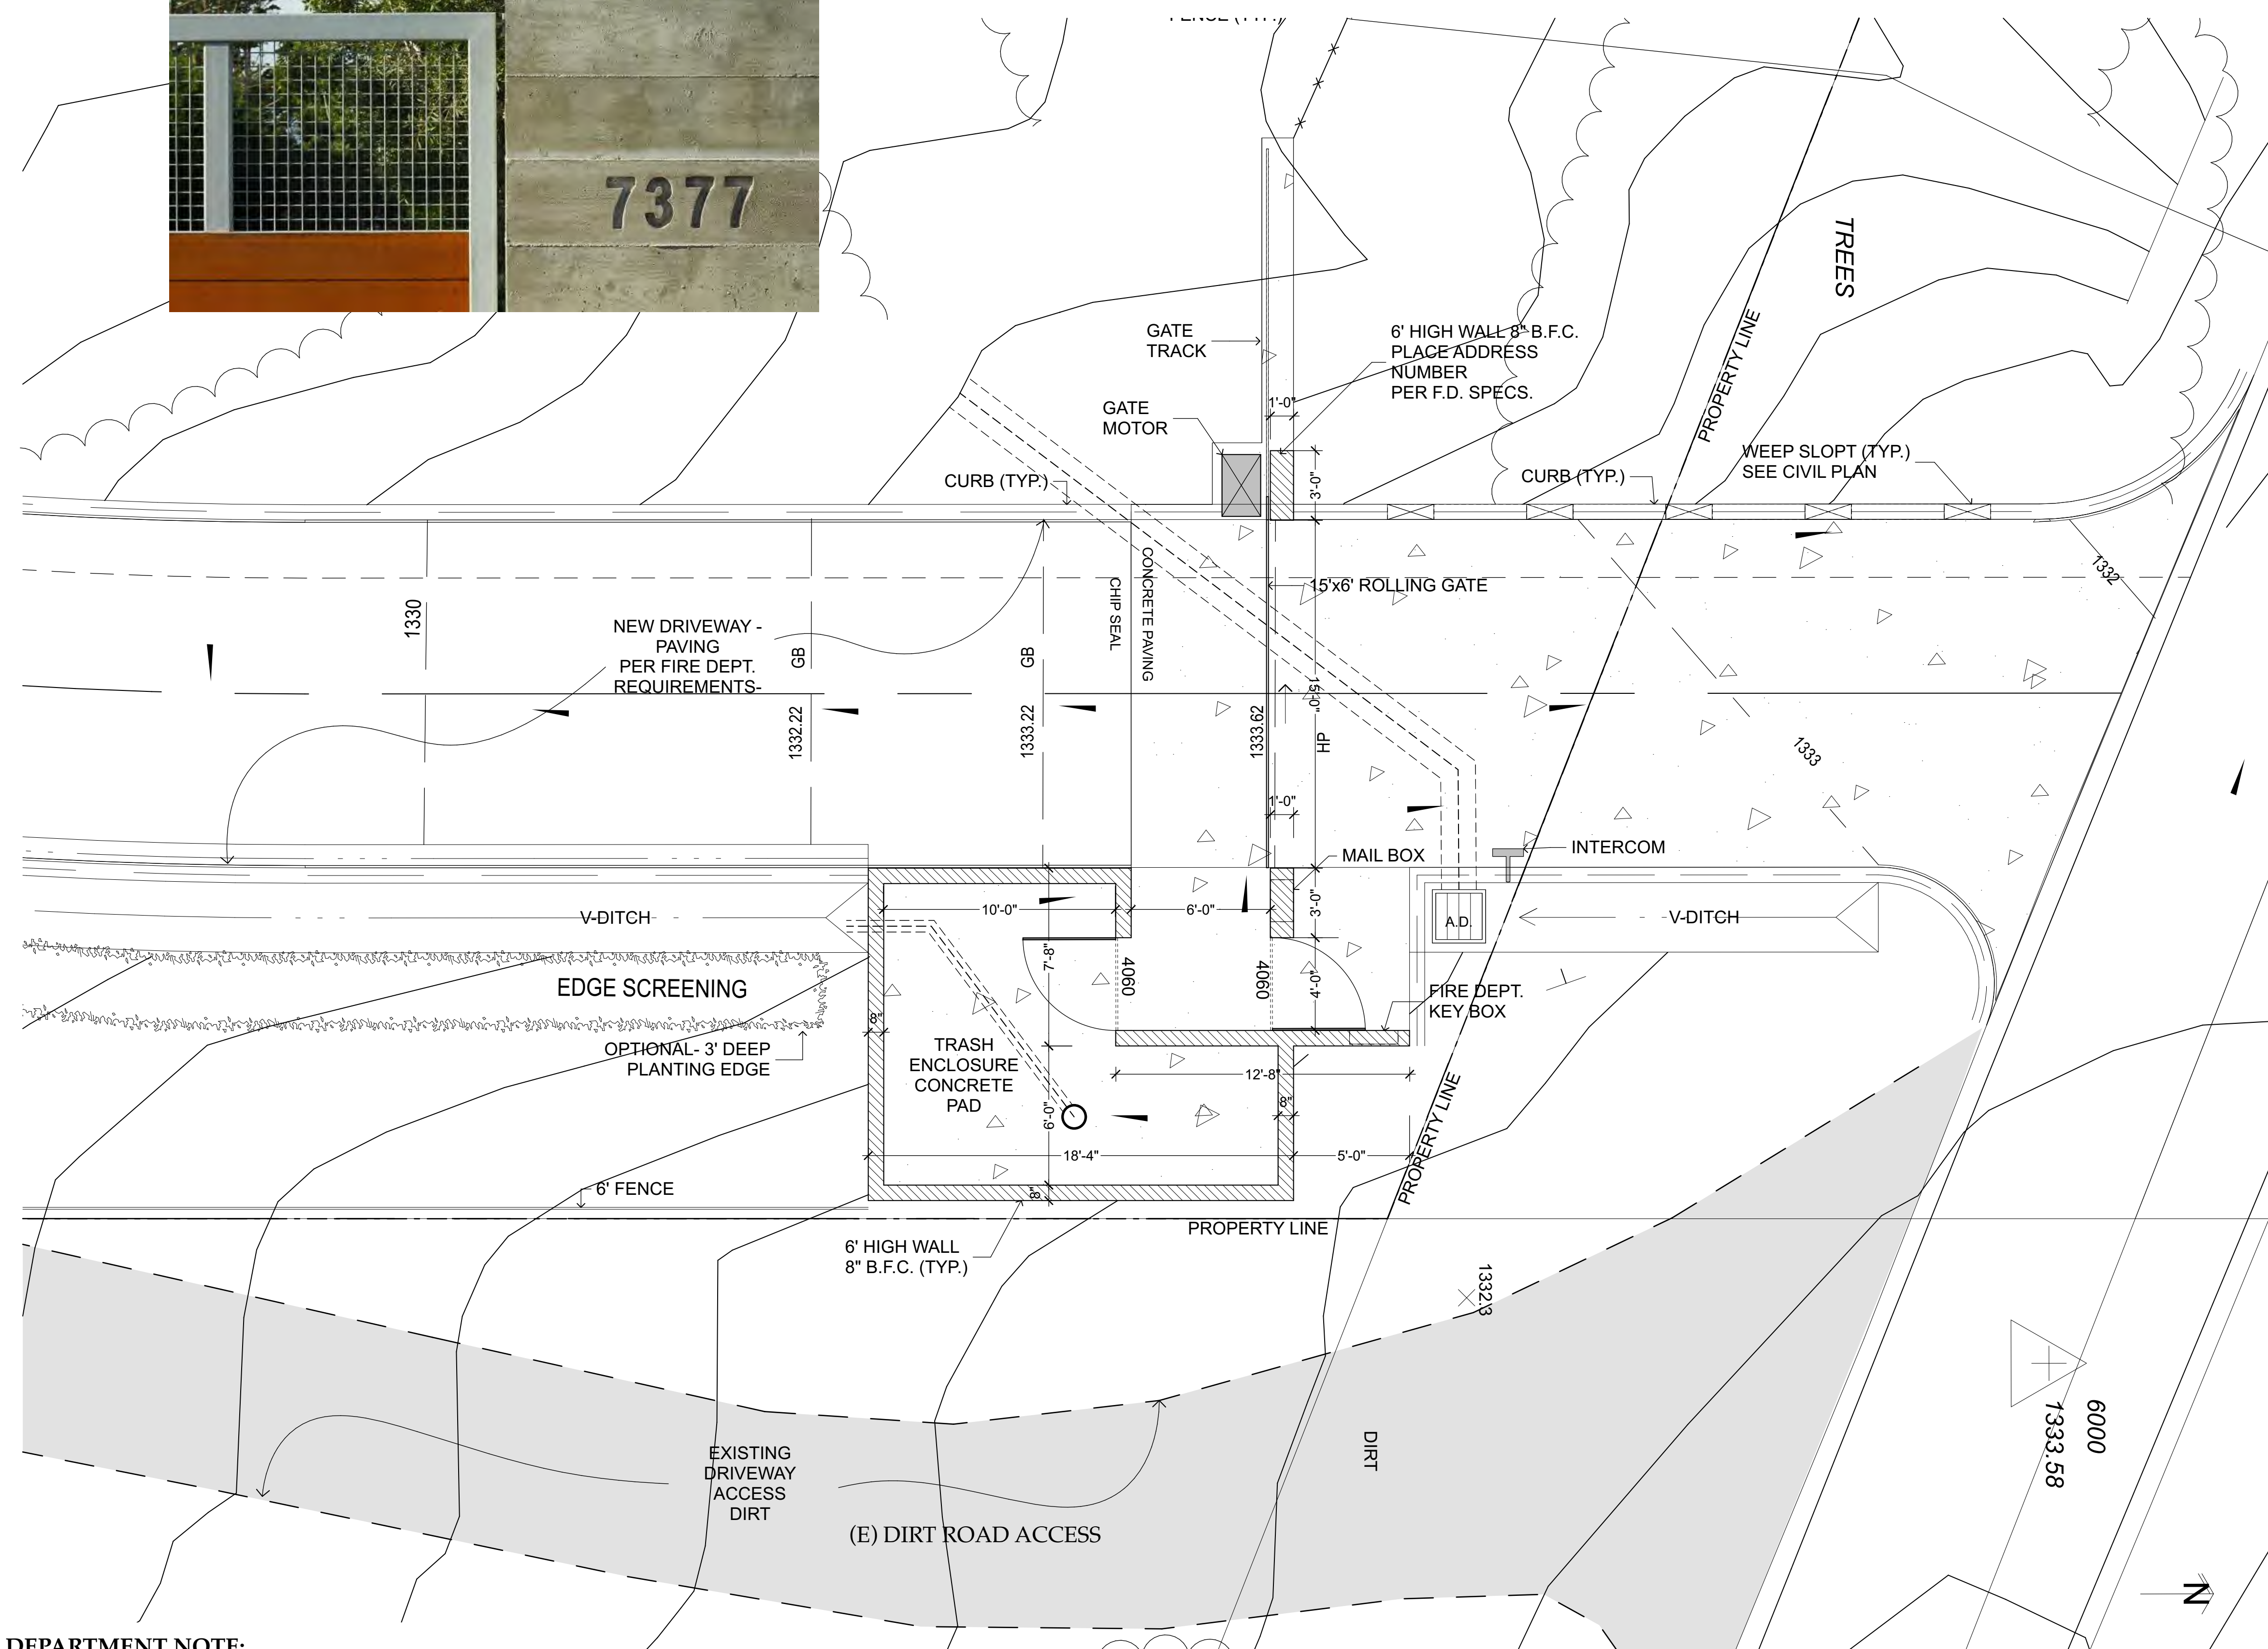 FENCE (TYP.)
7377
TREES
PROPERTY LINE
GATE
TRACK
6' HIGH WALL 8" B.F.C.
PLACE ADDRESS
NUMBER
PER F.D. SPECS.
1'-0"
GATE
MOTOR
CURB (TYP.)
3'-0"
CURB (TYP.)
WEEP SLOPT (TYP.)
SEE CIVIL PLAN
1332
CONCRETE PAVING
CHIP SEAL
15'x6' ROLLING GATE
1330
NEW DRIVEWAY -
PAVING
PER FIRE DEPT.
REQUIREMENTS-
GB
1332.22
GB
1333.22
1333.62
15'-0"
HP
1333
1'-0"
MAIL BOX
INTERCOM
V-DITCH
10'-0"
6'-0"
3'-0"
A.D.
V-DITCH
7'-8"
4060
4060
4'-0"
EDGE SCREENING
FIRE DEPT.
KEY BOX
8"
OPTIONAL- 3' DEEP
PLANTING EDGE
TRASH
ENCLOSURE
CONCRETE
PAD
12'-8"
8"
6'-0"
18'-4"
5'-0"
PROPERTY LINE
6' FENCE
8"
PROPERTY LINE
6' HIGH WALL
8" B.F.C. (TYP.)
1332.3
6000
1333.58
DIRT
EXISTING
DRIVEWAY
ACCESS
DIRT
(E) DIRT ROAD ACCESS
N
DEPARTMENT NOTE: